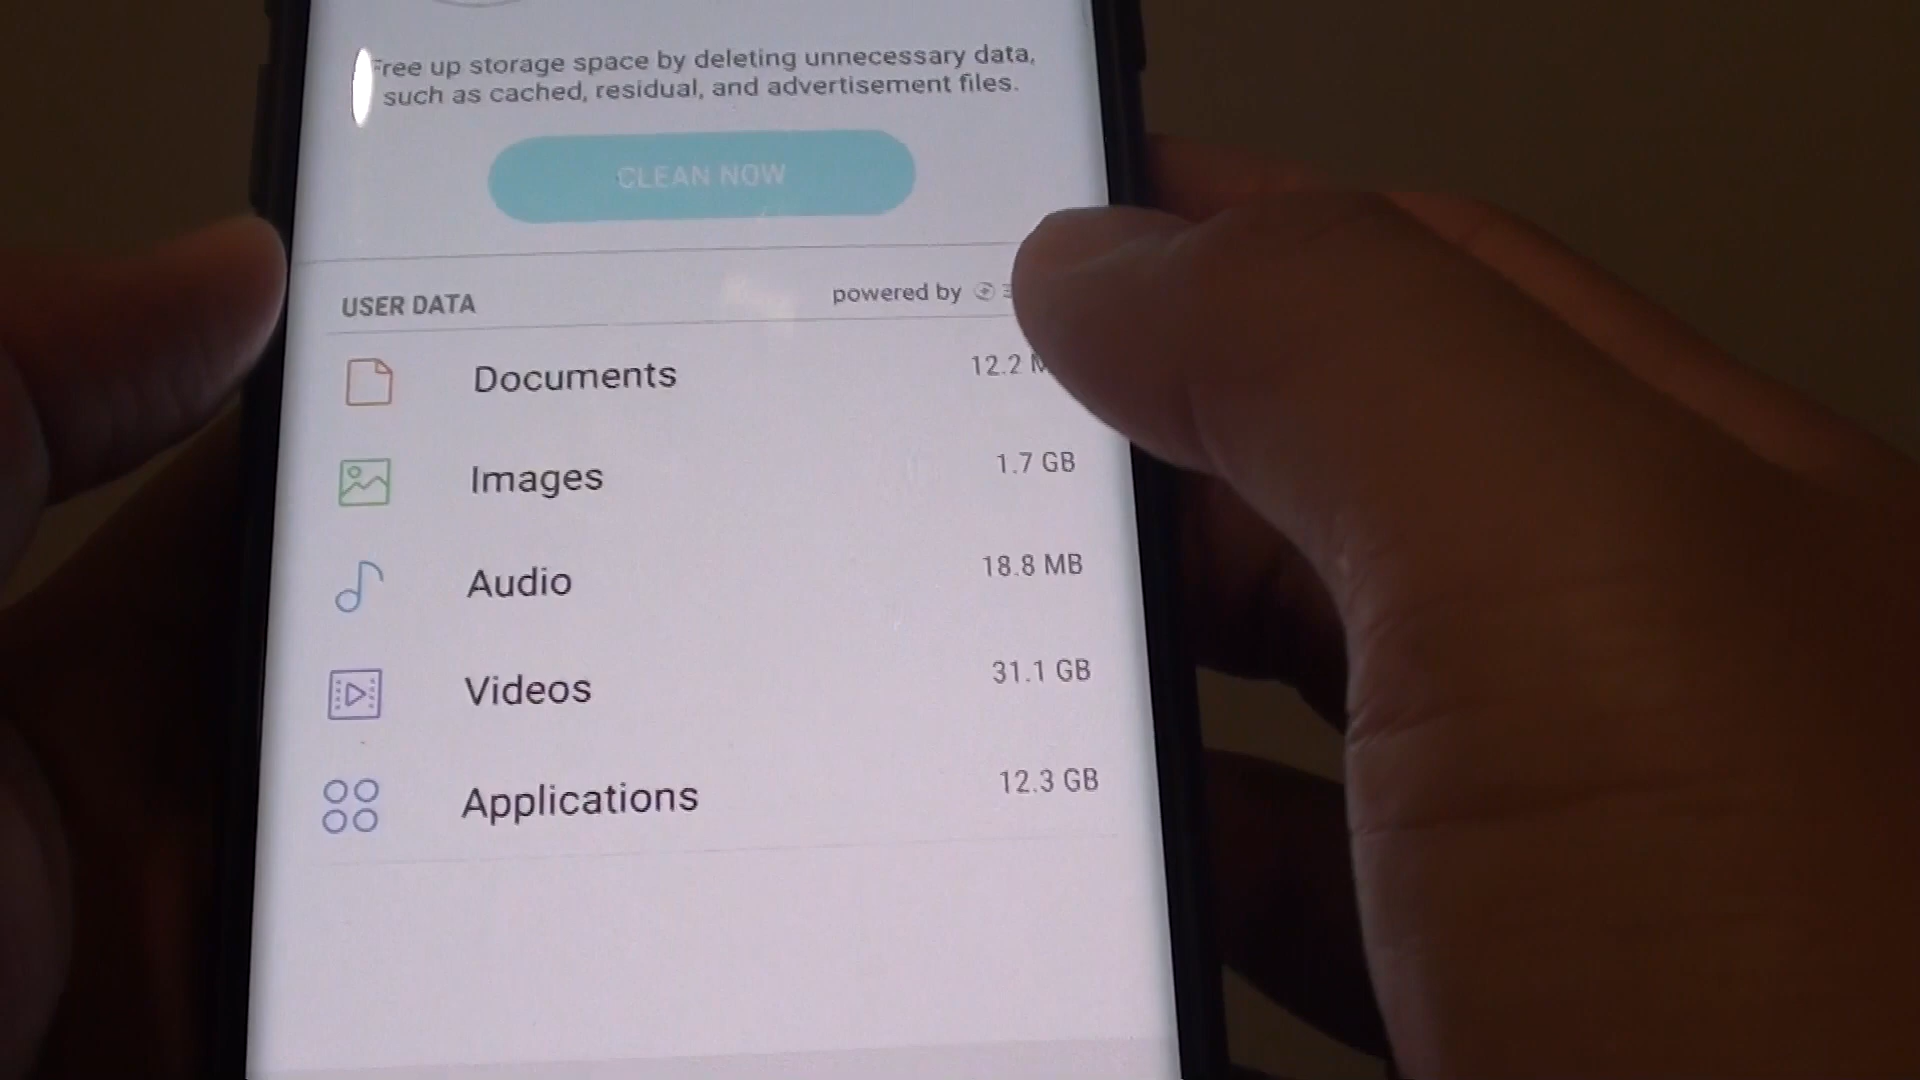 Free up storage space by deleting unnecessary data,
such as cached, residual, and advertisement files.
CLEAN NOW
USER DATA
powered by
Documents
12.2
Images
1.7 GB
Audio
18.8 MB
Videos
31.1 GB
Applications
12.3 GB